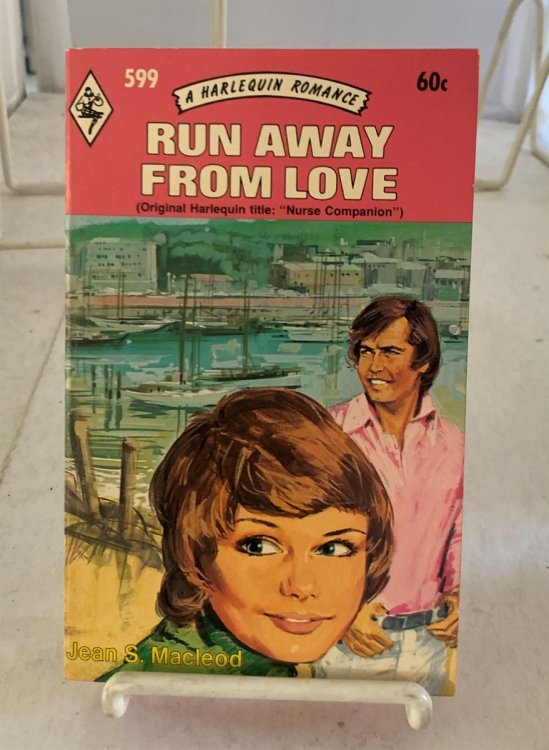 599
A HARLEQUIN ROMANCE
60c
RUN AWAY
FROM LOVE
(Original Harlequin title: "Nurse Companion")
Jean S. Macleod